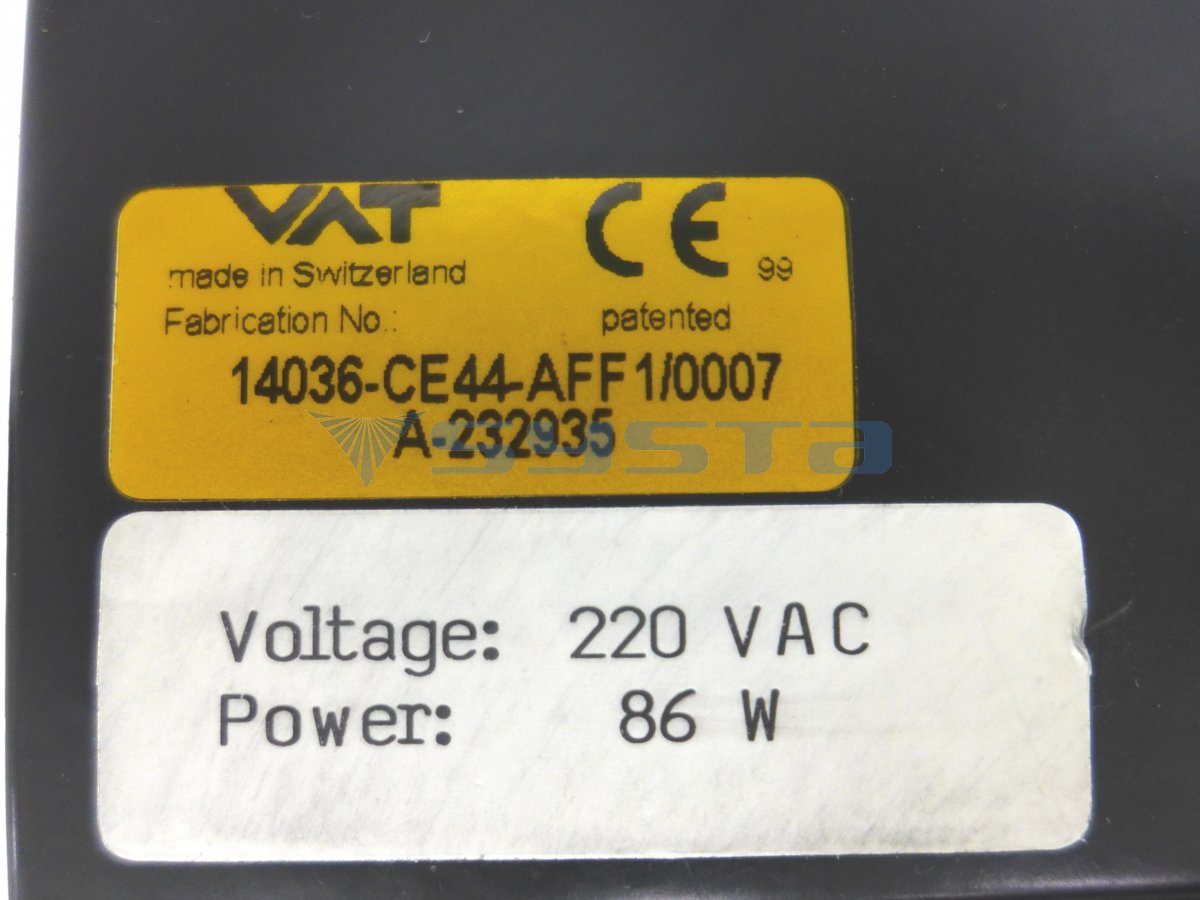 VAT CE 99
made in Switzerland
Fabrication No.: patented
14036-CE44-AFF1/0007
A-232935
systa
Voltage: 220 VAC
Power: 86 W